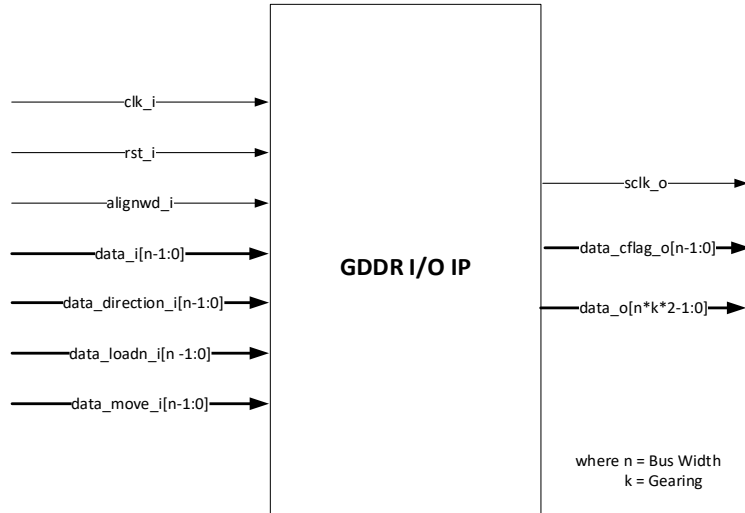 clk_i
rst_i
alignwd_i
data_i[n-1:0]
data_direction_i[n-1:0]
data_loadn_i[n -1:0]
data_move_i[n-1:0]
GDDR I/O IP
sclk_o
data_cflag_o[n-1:0]
data_o[n*k*2-1:0]
where n = Bus Width
k = Gearing